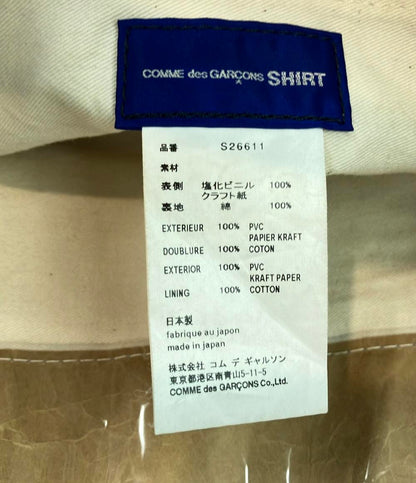 COMME des GARÇONS SHIRT
品番 S26611
素材
表側 塩化ビニル 100%
クラフト紙
裏地 綿 100%
EXTERIEUR 100% PVC
PAPIER KRAFT
DOUBLURE 100% COTON
EXTERIOR 100% PVC
KRAFT PAPER
LINING 100% COTTON
日本製
fabrique au japon
made in japan
株式会社 コム デ ギャルソン
東京都港区南青山5-11-5
COMME des GARÇONS Co.,Ltd.